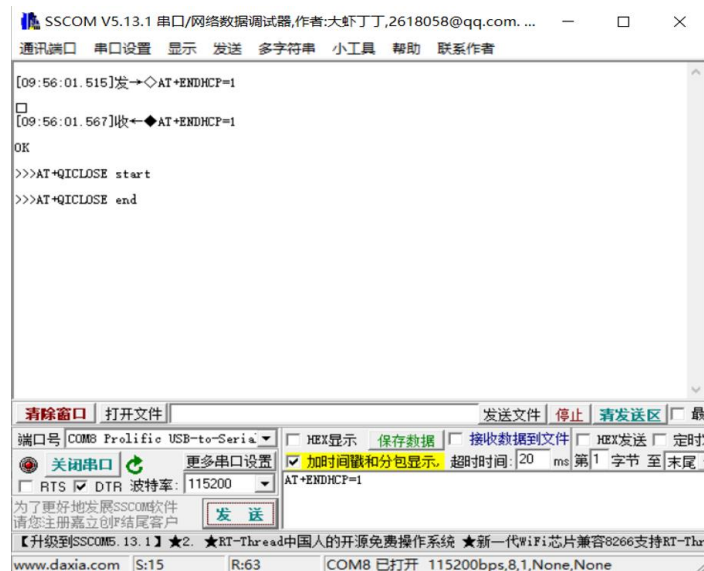 SSCOM V5.13.1 串口/网络数据调试器,作者:大虾丁丁,2618058@qq.com. ...
通讯端口 串口设置 显示 发送 多字符串 小工具 帮助 联系作者
[09:56:01.515]发→◇AT+ENDHCP=1
□
[09:56:01.567]收←◆AT+ENDHCP=1
OK
>>>AT+QICLOSE start
>>>AT+QICLOSE end
清除窗口 打开文件 发送文件 停止 清发送区 最
端口号 COM8 Prolific USB-to-Seria HEX显示 保存数据 接收数据到文件 HEX发送 定时
关闭串口 更多串口设置 加时间戳和分包显示, 超时时间: 20 ms 第 1 字节 至 末尾
RTS DTR 波特率: 115200 AT+ENDHCP=1
为了更好地发展SSCOM软件
请您注册嘉立创F结尾客户
发 送
【升级到SSCOM5.13.1】★2. ★RT-Thread中国人的开源免费操作系统 ★新一代WiFi芯片兼容8266支持RT-Thr
www.daxia.com S:15 R:63 COM8 已打开 115200bps,8,1,None,None